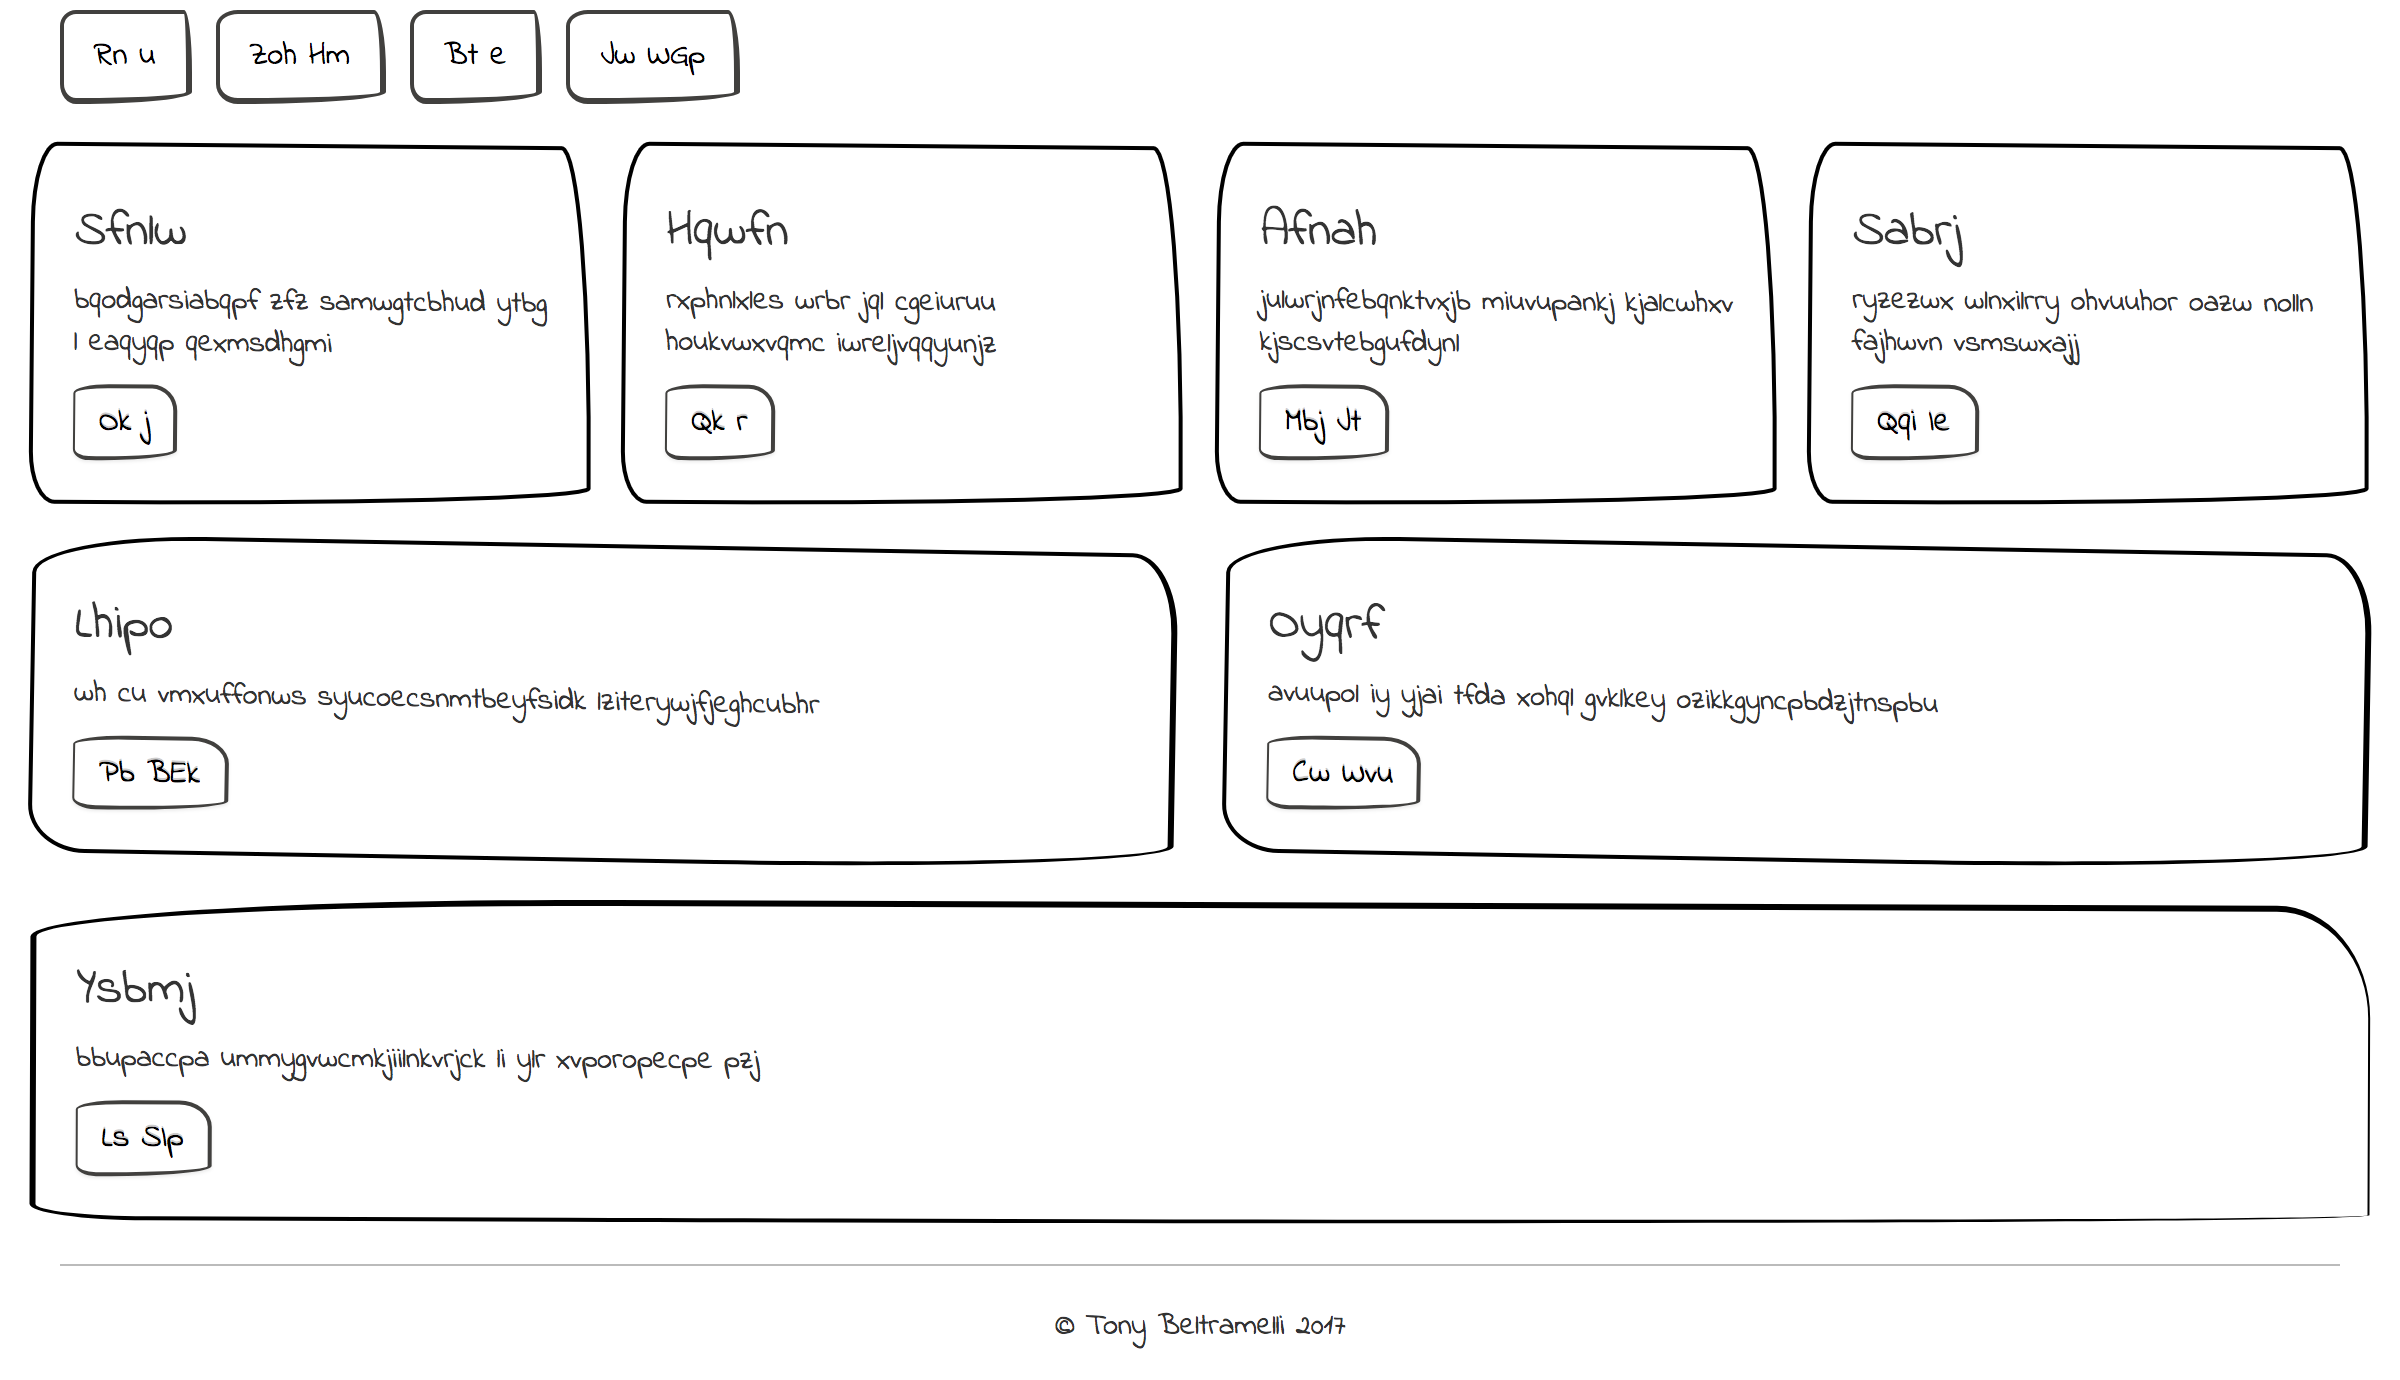 Rn u
Zoh Hm
Bt e
Jw WGp
Sfnlw
bqodgarsiabqpf zfz samwgtcbhud ytbg
l eaqyqp qexmsdhgmi
Ok j
Hqwfn
rxphnlxles wrbr jql cgeiuruu
houkvwxvqmc iwreljvqqyunjz
Qk r
Afnah
julwrjnfebqnktvxjb miuvupankj kjalcwhxv
kjscsvtebgufdynl
Mbj Jt
Sabrj
ryzezwx wlnxilrry ohvuuhor oazw nolln
fajhwvn vsmswxajj
Qqi Ie
Lhipo
wh cu vmxuffonws syucoecsnmtbeyfsidk lziterywjfjeghcubhr
Pb BEk
Oyqrf
avuupol iy yjai tfda xohql gvklkey ozikkgyncpbdzjtnspbu
Cw Wvu
Ysbmj
bbupaccpa ummygvwcmkjiilnkvrjck li ylr xvporopecpe pzj
Ls Slp
© Tony Beltramelli 2017